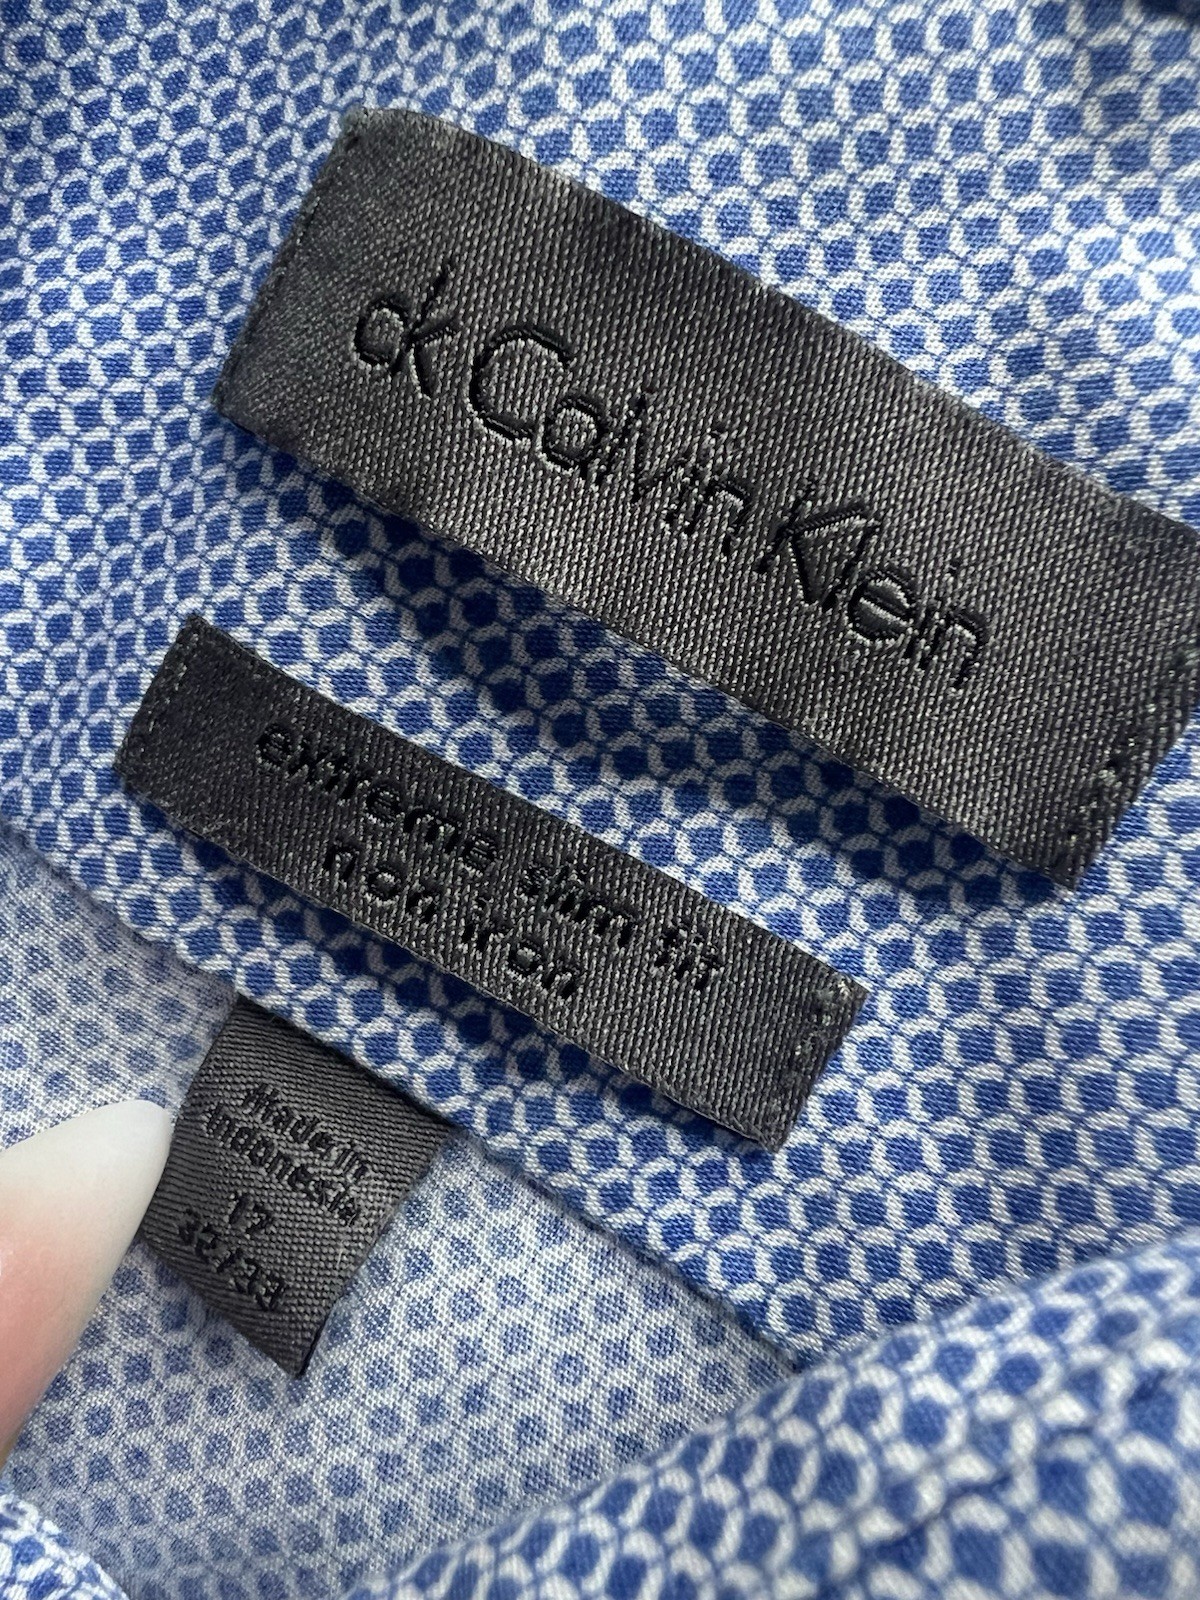 ck Calvin Klein
extreme slim fit
non iron
Made in
Indonesia
17
32/33